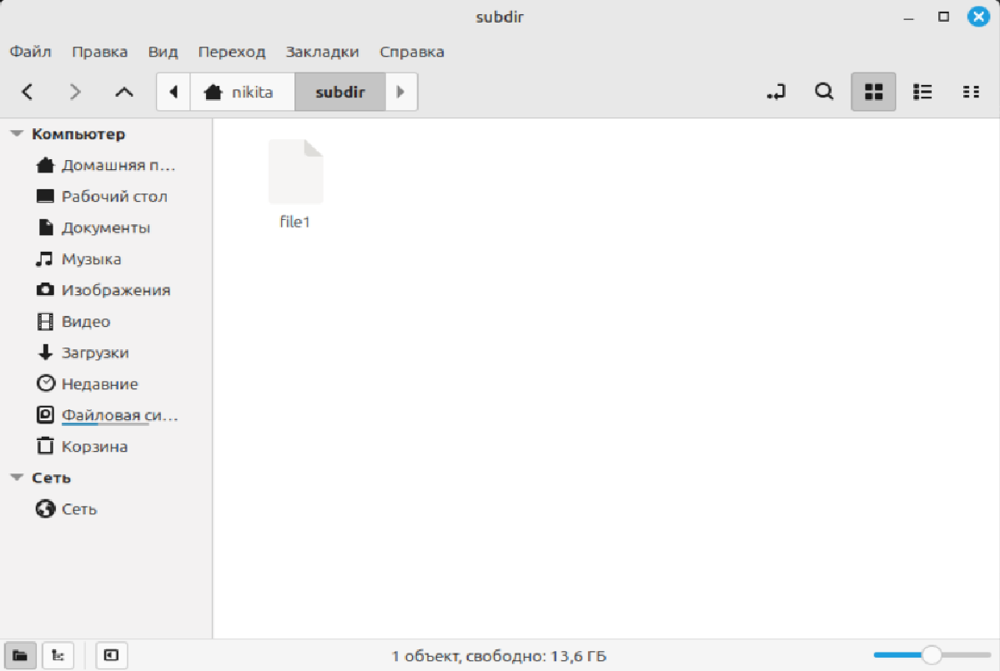 subdir
Файл Правка Вид Переход Закладки Справка
nikita subdir
Компьютер
Домашняя п...
Рабочий стол
Документы
Музыка
Изображения
Видео
Загрузки
Недавние
Файловая си...
Корзина
Сеть
Сеть
file1
1 объект, свободно: 13,6 ГБ